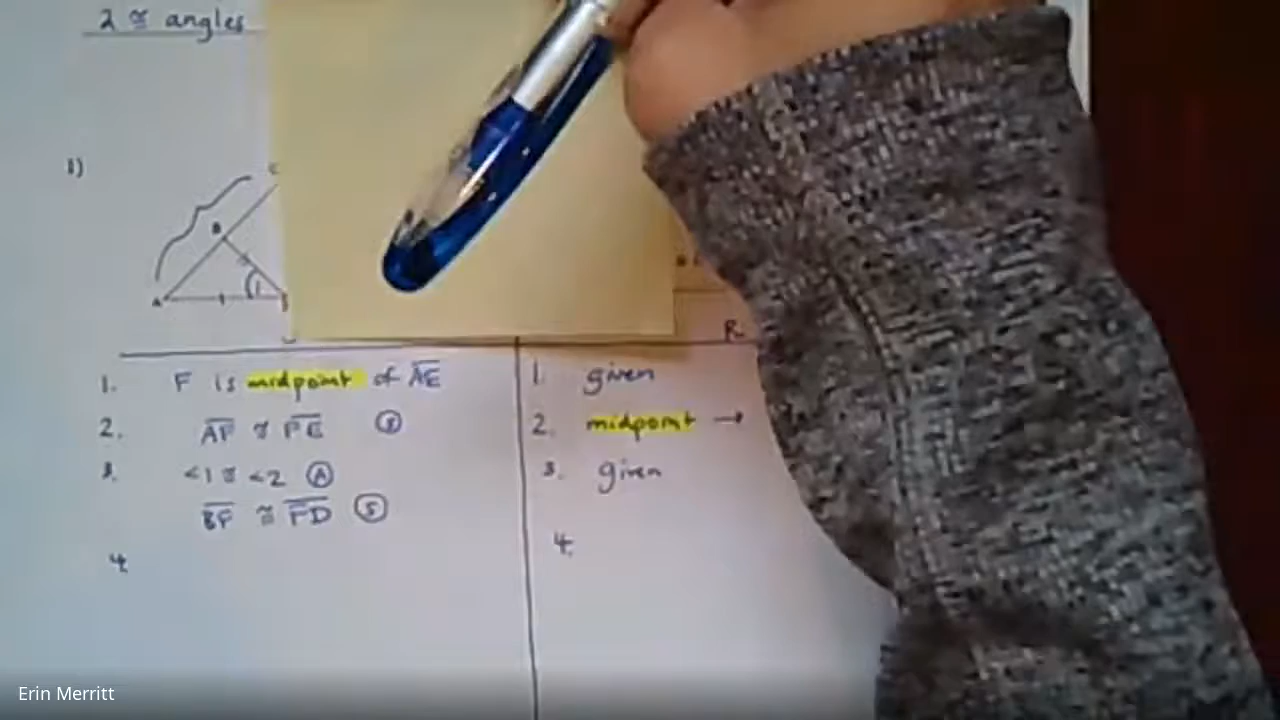 2 ≅ angles
1)
C
B
A
R
1. F is midpoint of AE
1. given
2. AF ≅ FE Ⓢ
2. midpoint →
3. <1 ≅ <2 Ⓐ
3. given
BF ≅ FD Ⓢ
4.
4.
Erin Merritt